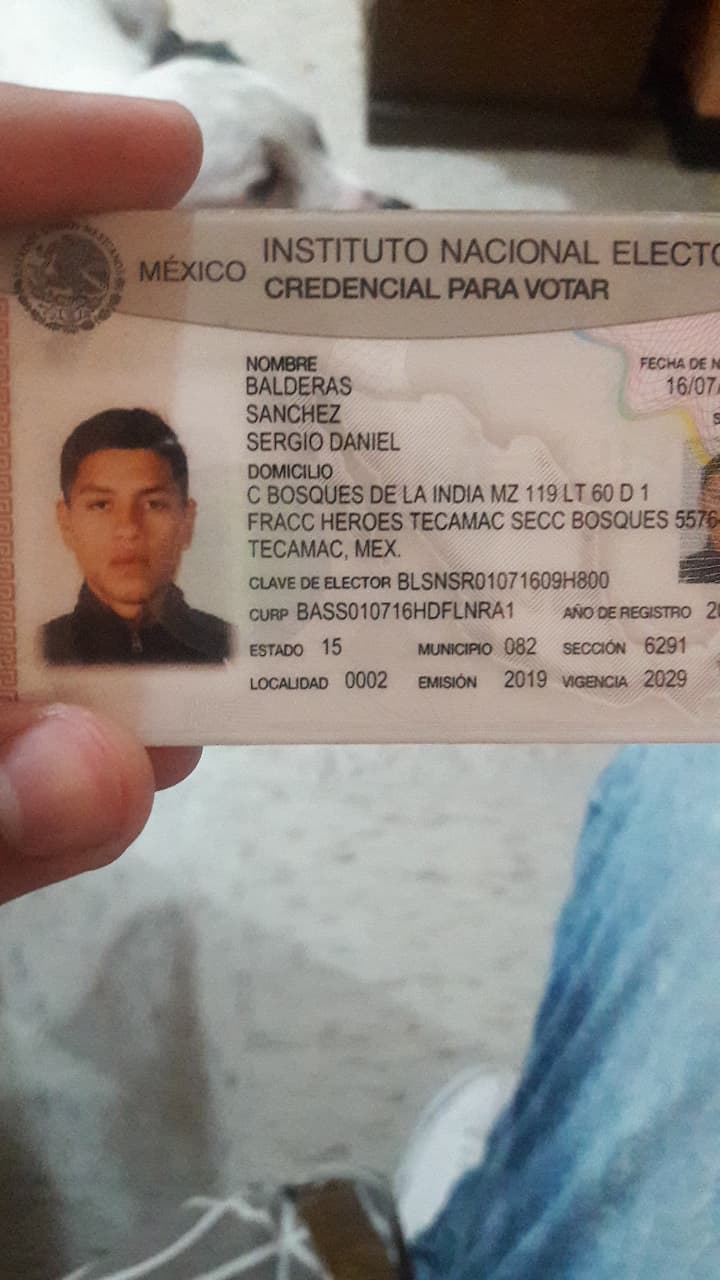 MÉXICO
INSTITUTO NACIONAL ELECTO
CREDENCIAL PARA VOTAR
NOMBRE
BALDERAS
SANCHEZ
SERGIO DANIEL
FECHA DE N
16/07/
S
DOMICILIO
C BOSQUES DE LA INDIA MZ 119 LT 60 D 1
FRACC HEROES TECAMAC SECC BOSQUES 5576
TECAMAC, MEX.
CLAVE DE ELECTOR BLSNSR01071609H800
CURP BASS010716HDFLNRA1 AÑO DE REGISTRO 20
ESTADO 15 MUNICIPIO 082 SECCIÓN 6291
LOCALIDAD 0002 EMISIÓN 2019 VIGENCIA 2029